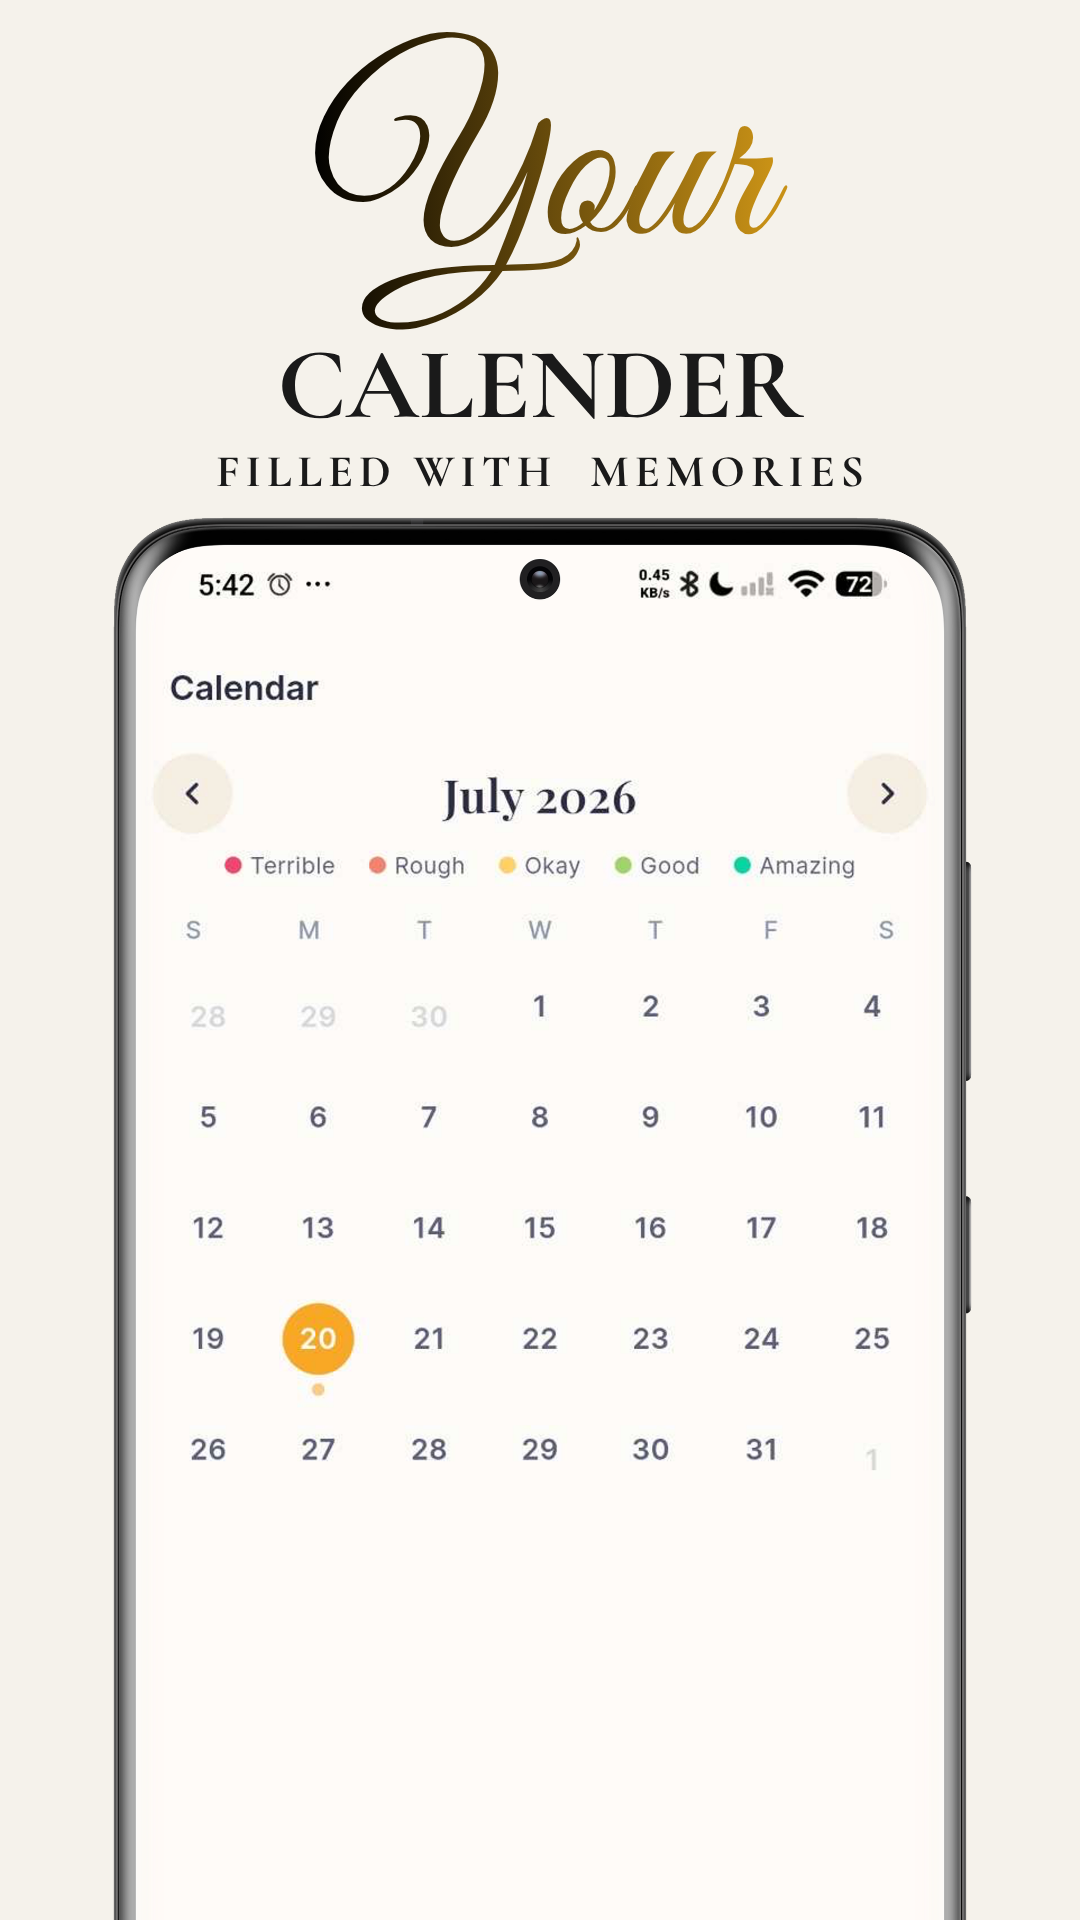 Your
CALENDER
FILLED WITH MEMORIES
5:42 ... 0.45 KB/s 72
Calendar
July 2026
Terrible Rough Okay Good Amazing
S M T W T F S
28 29 30 1 2 3 4
5 6 7 8 9 10 11
12 13 14 15 16 17 18
19 20 21 22 23 24 25
26 27 28 29 30 31 1